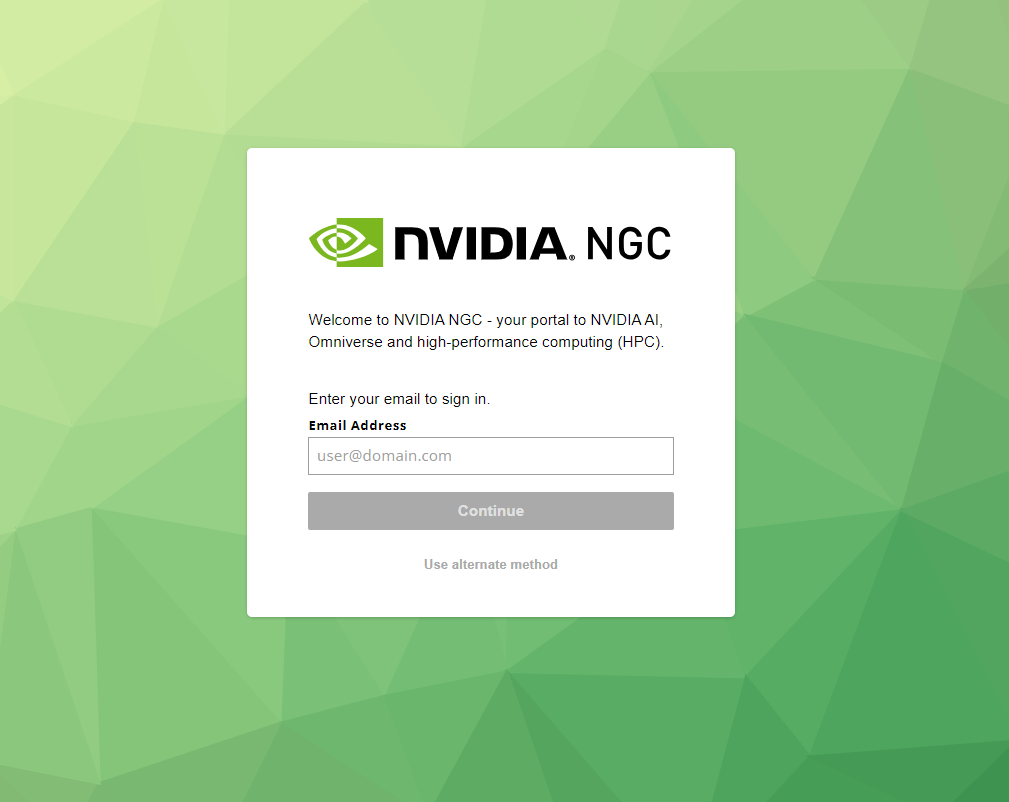 NVIDIA. NGC
Welcome to NVIDIA NGC - your portal to NVIDIA AI,
Omniverse and high-performance computing (HPC).
Enter your email to sign in.
Email Address
user@domain.com
Continue
Use alternate method